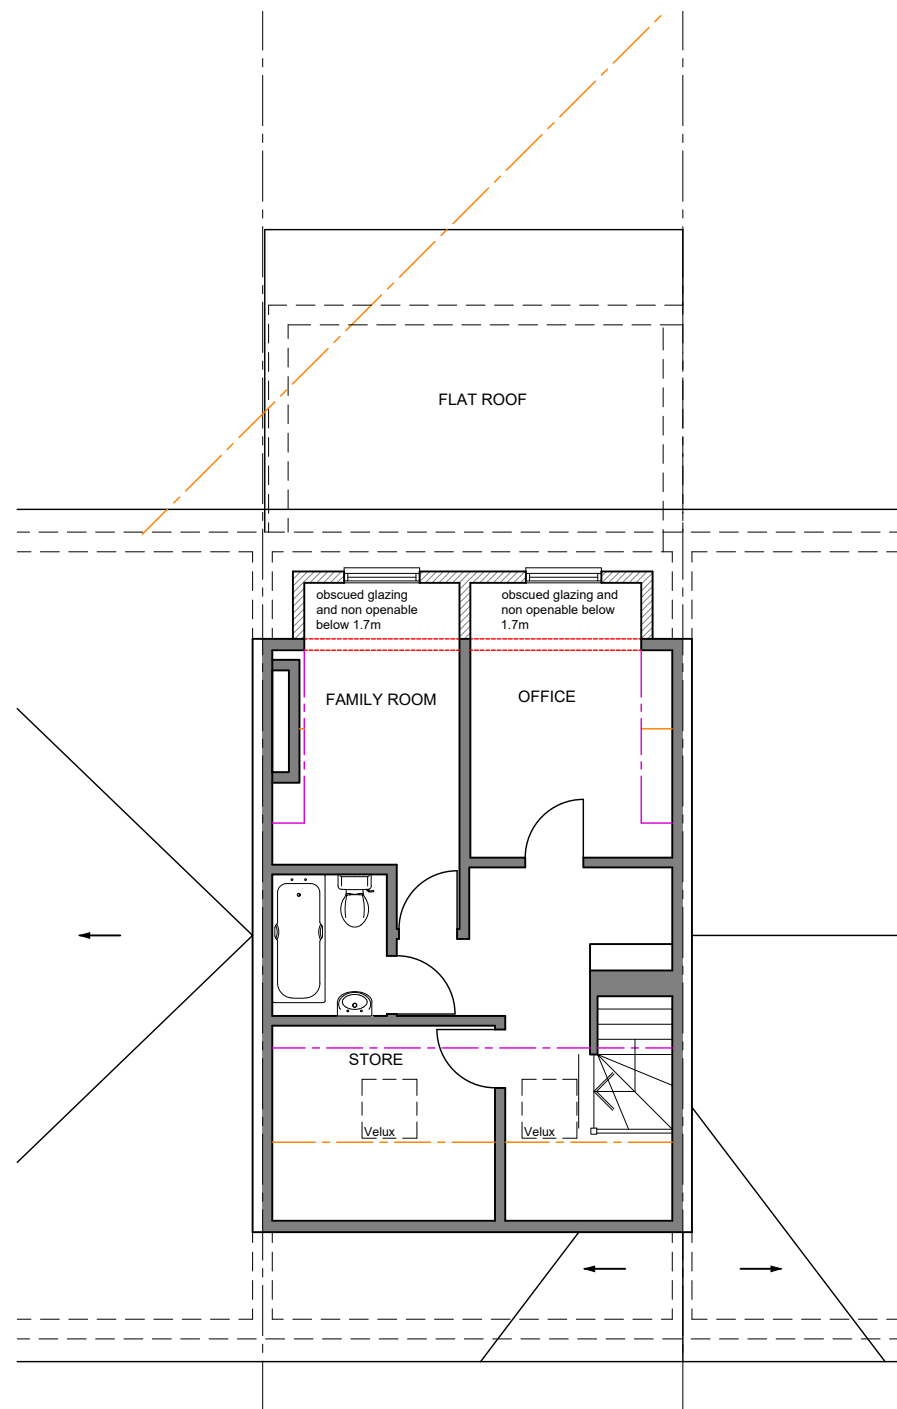 FLAT ROOF
obscued glazing
and non openable
below 1.7m
obscued glazing and
non openable below
1.7m
FAMILY ROOM
OFFICE
STORE
Velux
Velux